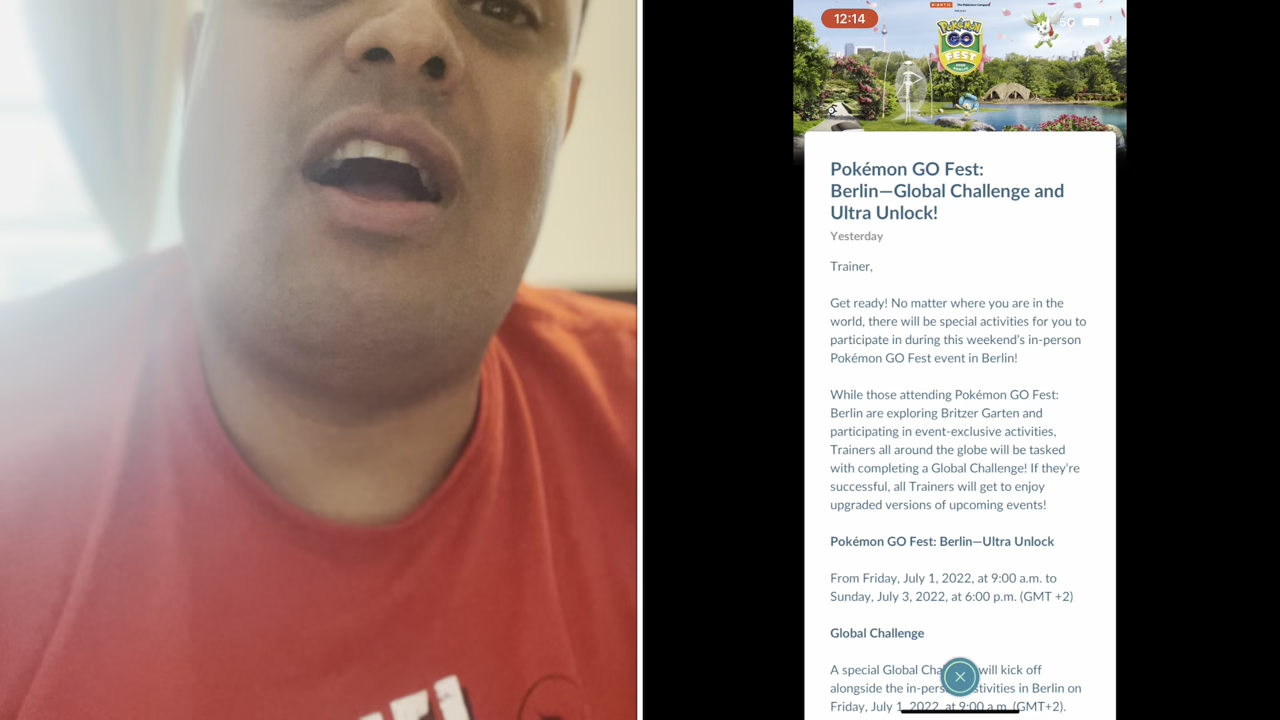 12:14
5G
NIANTIC
Pokémon
GO
FEST
Pokémon GO Fest:
Berlin—Global Challenge and
Ultra Unlock!
Yesterday
Trainer,
Get ready! No matter where you are in the
world, there will be special activities for you to
participate in during this weekend's in-person
Pokémon GO Fest event in Berlin!
While those attending Pokémon GO Fest:
Berlin are exploring Britzer Garten and
participating in event-exclusive activities,
Trainers all around the globe will be tasked
with completing a Global Challenge! If they're
successful, all Trainers will get to enjoy
upgraded versions of upcoming events!
Pokémon GO Fest: Berlin—Ultra Unlock
From Friday, July 1, 2022, at 9:00 a.m. to
Sunday, July 3, 2022, at 6:00 p.m. (GMT +2)
Global Challenge
A special Global will kick off
alongside the in-person in Berlin on
Friday, July 1, 2022, at 9:00 a.m. (GMT+2).